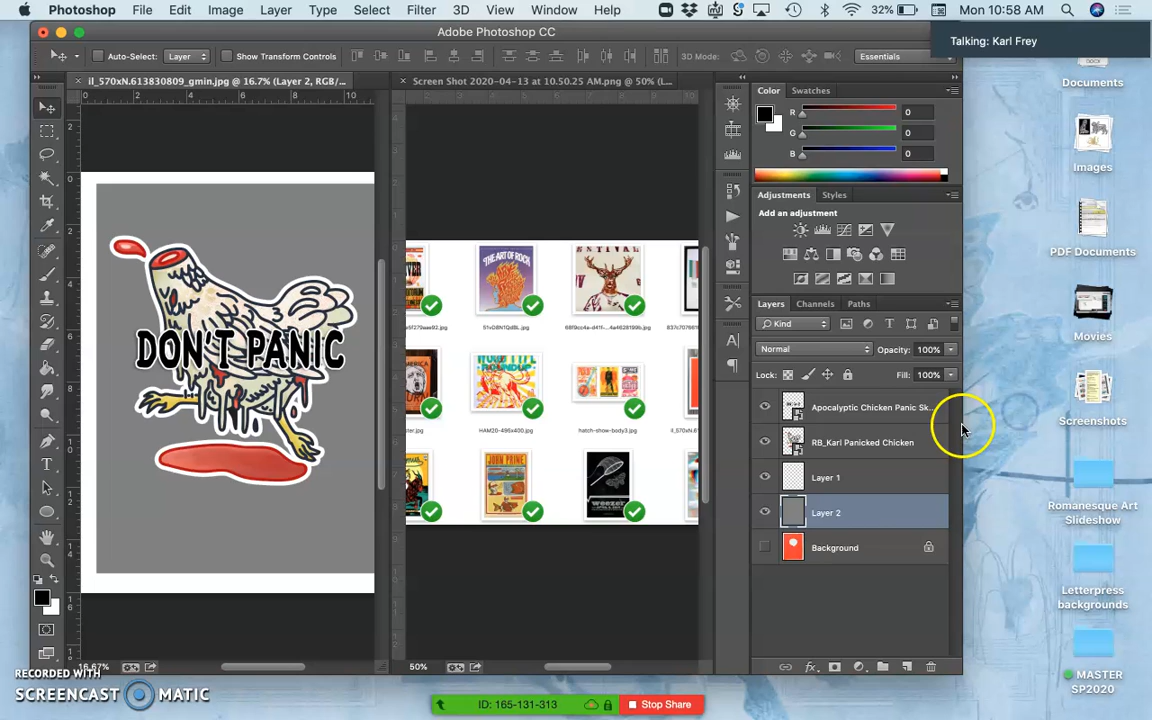 Photoshop File Edit Image Layer Type Select Filter 3D View Window Help 32% Mon 10:58 AM
Adobe Photoshop CC
Talking: Karl Frey
Auto-Select: Layer Show Transform Controls 3D Mode: Essentials
il_570xN.613830809_gmin.jpg @ 16.7% (Layer 2, RGB/...
Screen Shot 2020-04-13 at 10.50.25 AM.png @ 50% (L...
Color Swatches
R 0
G 0
B 0
Adjustments Styles
Add an adjustment
Layers Channels Paths
Kind
Normal Opacity: 100%
Lock: Fill: 100%
Apocalyptic Chicken Panic Sk...
RB_Karl Panicked Chicken
Layer 1
Layer 2
Background
DON'T PANIC
THE ART OF ROCK
51vD8N1QdBL.jpg
HAM20-495x400.jpg
hatch-show-body3.jpg
JOHN PRINE
weezer
16.67%
50%
Documents
Images
PDF Documents
Movies
Screenshots
Romanesque Art
Slideshow
Letterpress
backgrounds
MASTER
SP2020
RECORDED WITH
SCREENCAST MATIC
ID: 165-131-313
Stop Share